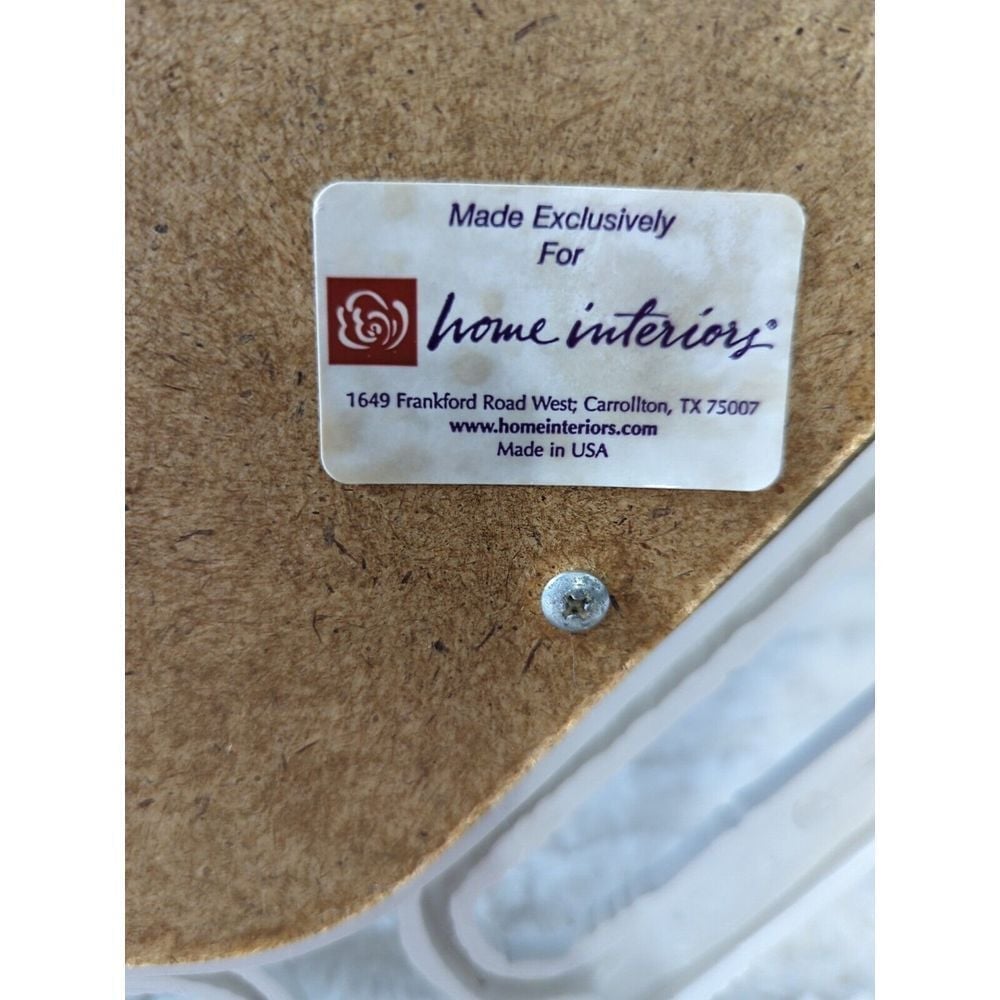 Made Exclusively
For
home interiors®
1649 Frankford Road West, Carrollton, TX 75007
www.homeinteriors.com
Made in USA